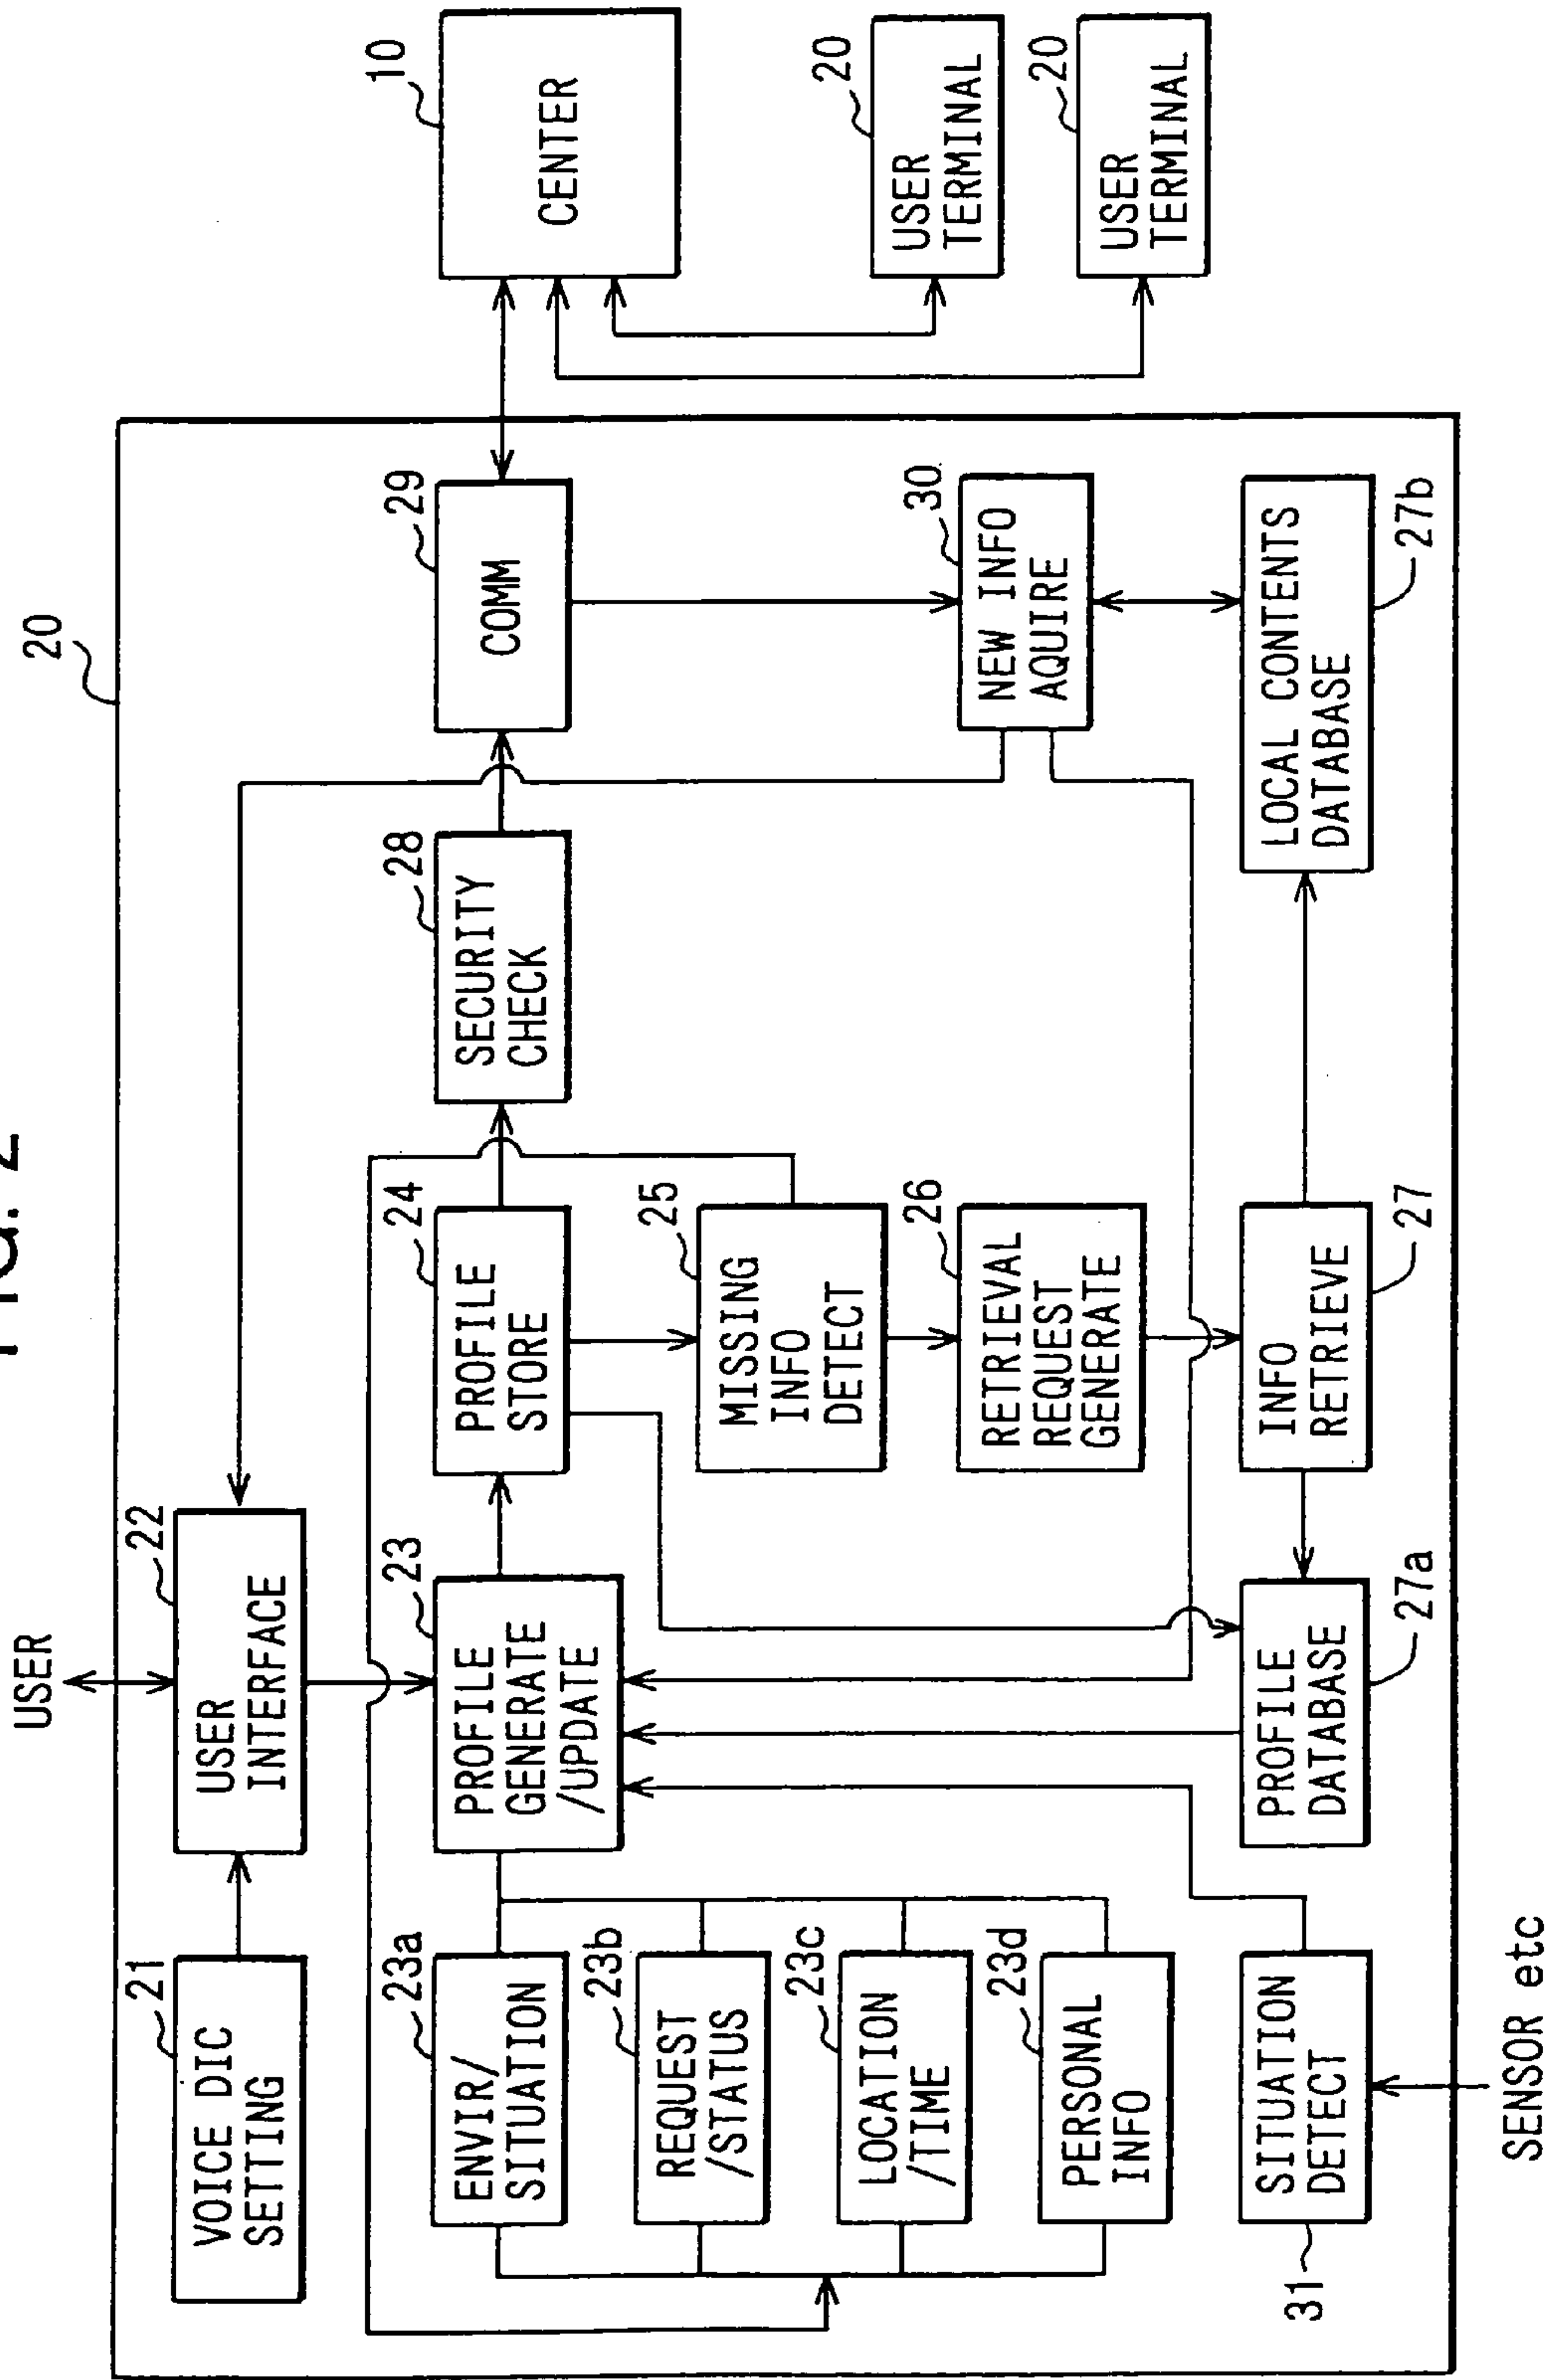 FIG. 2
USER
20
21
VOICE DIC
SETTING
22
USER
INTERFACE
23
PROFILE
GENERATE
/UPDATE
24
PROFILE
STORE
28
SECURITY
CHECK
29
COMM
10
CENTER
23a
ENVIR/
SITUATION
23b
REQUEST
/STATUS
23c
LOCATION
/TIME
23d
PERSONAL
INFO
25
MISSING
INFO
DETECT
26
RETRIEVAL
REQUEST
GENERATE
30
NEW INFO
AQUIRE
20
USER
TERMINAL
20
USER
TERMINAL
31
SITUATION
DETECT
PROFILE
DATABASE
27a
INFO
RETRIEVE
27
LOCAL CONTENTS
DATABASE
27b
SENSOR etc